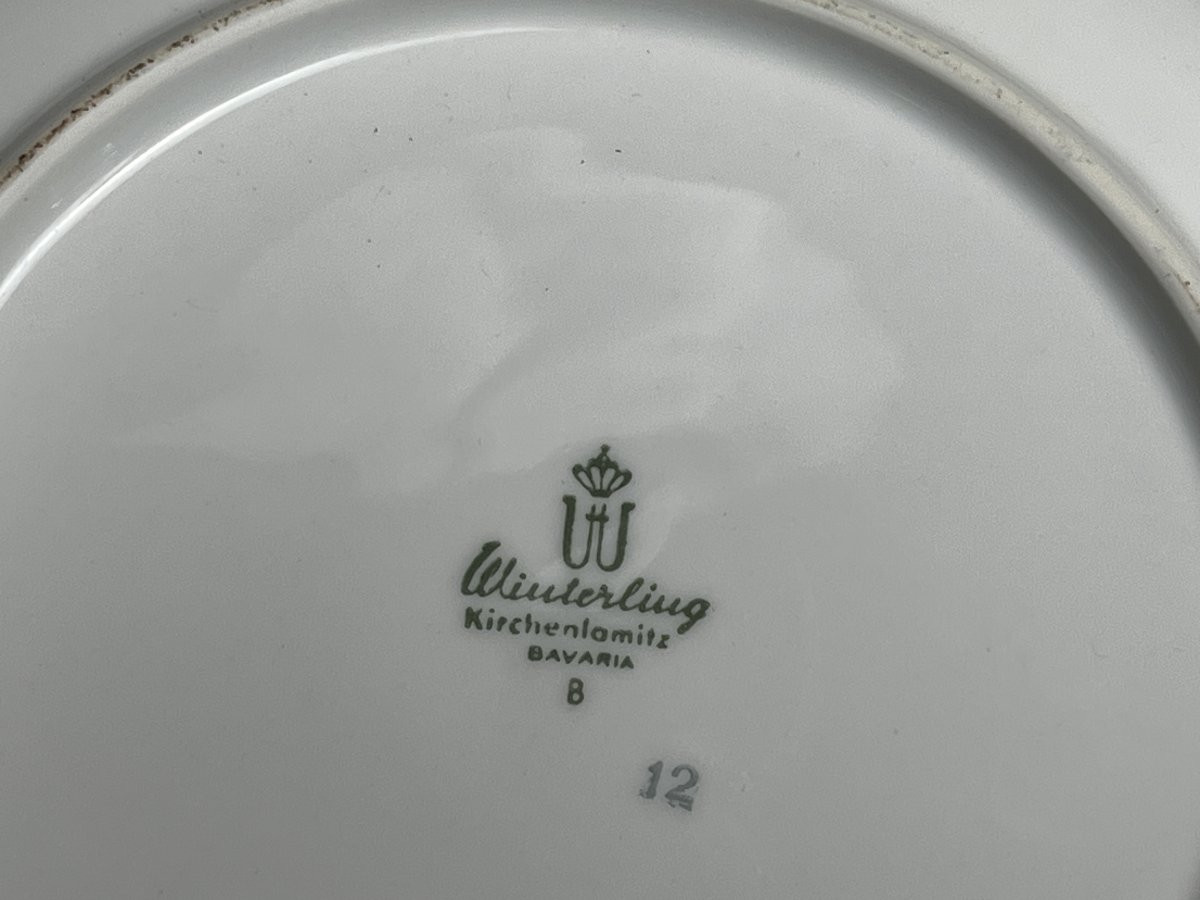 W
Winterling
Kirchenlamitz
BAVARIA
B
12